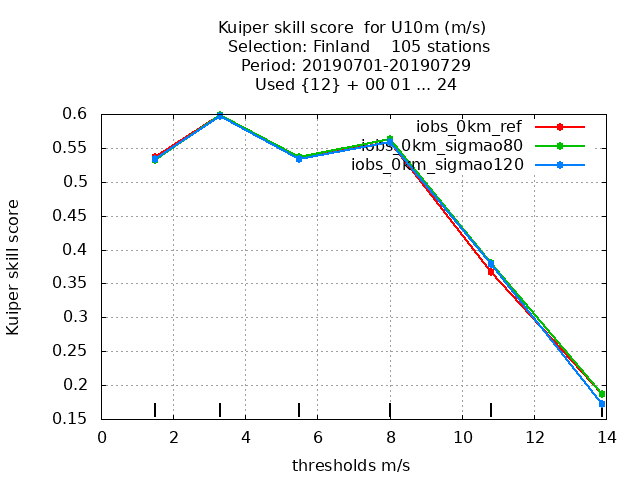 Kuiper skill score  for U10m (m/s)
Selection: Finland    105 stations
Period: 20190701-20190729
Used {12} + 00 01 ... 24
iobs_0km_ref
iobs_0km_sigmao80
iobs_0km_sigmao120
Kuiper skill score
0.6
0.55
0.5
0.45
0.4
0.35
0.3
0.25
0.2
0.15
0 2 4 6 8 10 12 14
thresholds m/s